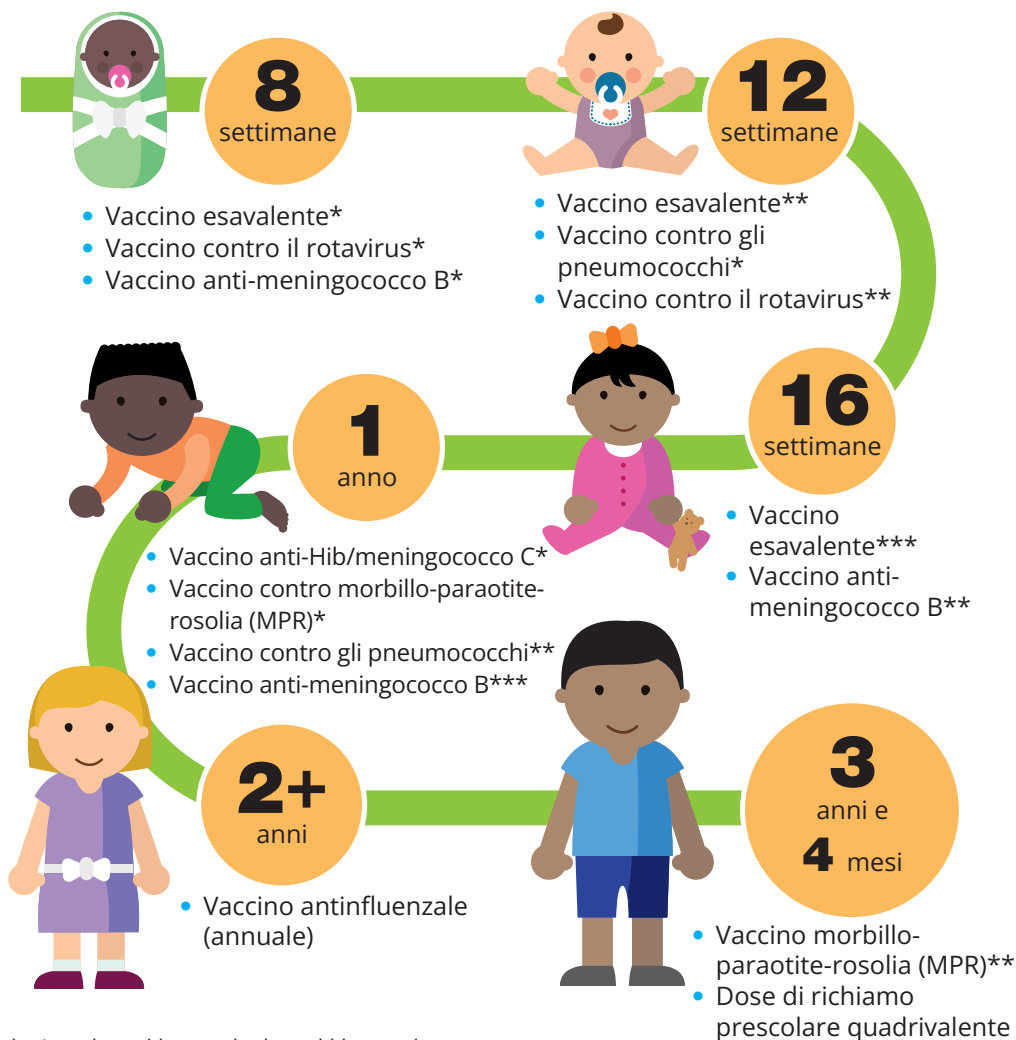 8
settimane
• Vaccino esavalente*
• Vaccino contro il rotavirus*
• Vaccino anti-meningococco B*
12
settimane
• Vaccino esavalente**
• Vaccino contro gli
pneumococchi*
• Vaccino contro il rotavirus**
16
settimane
• Vaccino
esavalente***
• Vaccino anti-
meningococco B**
1
anno
• Vaccino anti-Hib/meningococco C*
• Vaccino contro morbillo-paraotite-
rosolia (MPR)*
• Vaccino contro gli pneumococchi**
• Vaccino anti-meningococco B***
2+
anni
• Vaccino antinfluenzale
(annuale)
3
anni e
4 mesi
• Vaccino morbillo-
paraotite-rosolia (MPR)**
• Dose di richiamo
prescolare quadrivalente